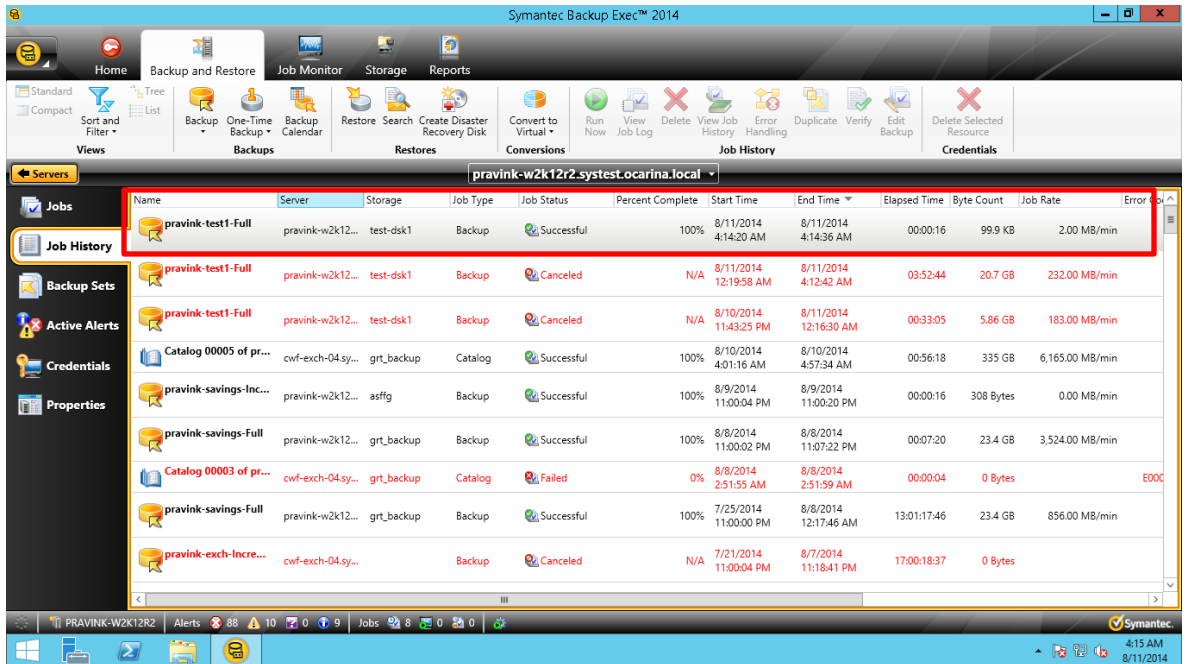 Symantec Backup Exec™ 2014
Home Backup and Restore Job Monitor Storage Reports
Standard
Compact
Sort and Filter
Tree
List
Views
Backup
One-Time Backup
Backup Calendar
Backups
Restore
Search
Create Disaster Recovery Disk
Restores
Convert to Virtual
Conversions
Run Now
View Job Log
Delete
View Job History
Error Handling
Duplicate
Verify
Edit Backup
Job History
Delete Selected Resource
Credentials
Servers
pravink-w2k12r2.systest.ocarina.local
Jobs
Job History
Backup Sets
Active Alerts
Credentials
Properties
Name Server Storage Job Type Job Status Percent Complete Start Time End Time Elapsed Time Byte Count Job Rate Error
pravink-test1-Full pravink-w2k12... test-dsk1 Backup Successful 100% 8/11/2014 4:14:20 AM 8/11/2014 4:14:36 AM 00:00:16 99.9 KB 2.00 MB/min
pravink-test1-Full pravink-w2k12... test-dsk1 Backup Canceled N/A 8/11/2014 12:19:58 AM 8/11/2014 4:12:42 AM 03:52:44 20.7 GB 232.00 MB/min
pravink-test1-Full pravink-w2k12... test-dsk1 Backup Canceled N/A 8/10/2014 11:43:25 PM 8/11/2014 12:16:30 AM 00:33:05 5.86 GB 183.00 MB/min
Catalog 00005 of pr... cwf-exch-04.sy... grt_backup Catalog Successful 100% 8/10/2014 4:01:16 AM 8/10/2014 4:57:34 AM 00:56:18 335 GB 6,165.00 MB/min
pravink-savings-Inc... pravink-w2k12... asffg Backup Successful 100% 8/9/2014 11:00:04 PM 8/9/2014 11:00:20 PM 00:00:16 308 Bytes 0.00 MB/min
pravink-savings-Full pravink-w2k12... grt_backup Backup Successful 100% 8/8/2014 11:00:02 PM 8/8/2014 11:07:22 PM 00:07:20 23.4 GB 3,524.00 MB/min
Catalog 00003 of pr... cwf-exch-04.sy... grt_backup Catalog Failed 0% 8/8/2014 2:51:55 AM 8/8/2014 2:51:59 AM 00:00:04 0 Bytes E000
pravink-savings-Full pravink-w2k12... grt_backup Backup Successful 100% 7/25/2014 11:00:00 PM 8/8/2014 12:17:46 AM 13:01:17:46 23.4 GB 856.00 MB/min
pravink-exch-Incre... cwf-exch-04.sy... Backup Canceled N/A 7/21/2014 11:00:04 PM 8/7/2014 11:18:41 PM 17:00:18:37 0 Bytes
PRAVINK-W2K12R2 Alerts 88 10 0 9 Jobs 8 0 0 Symantec.
4:15 AM
8/11/2014